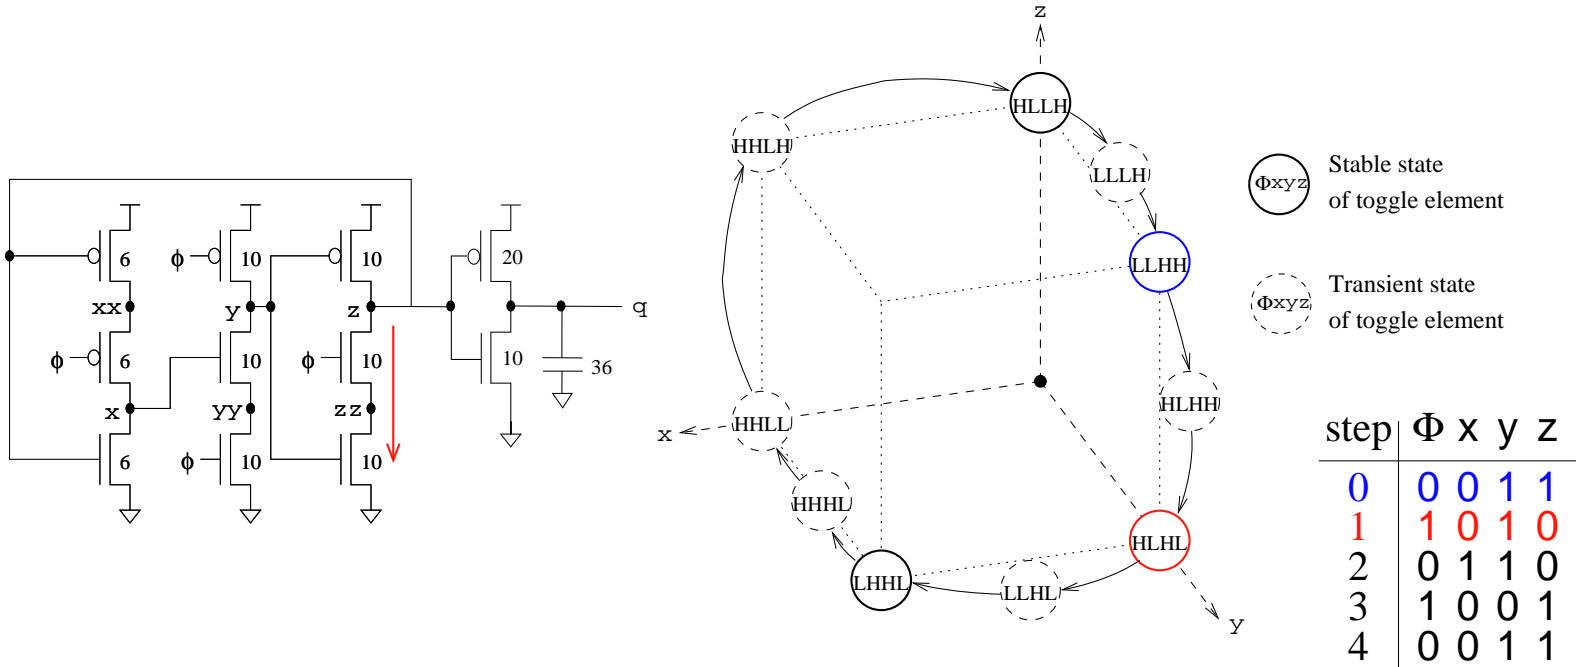 z
HLLH
HHLH
LLLH
Φxyz
Stable state
of toggle element
ϕ
6
10
10
20
LLHH
xx
y
z
q
Φxyz
Transient state
of toggle element
ϕ
6
10
ϕ
10
10
36
x
yy
zz
HLHH
x
HHLL
6
ϕ
10
10
HHHL
HLHL
LHHL
LLHL
y
step Φ x y z
0 0 0 1 1
1 1 0 1 0
2 0 1 1 0
3 1 0 0 1
4 0 0 1 1